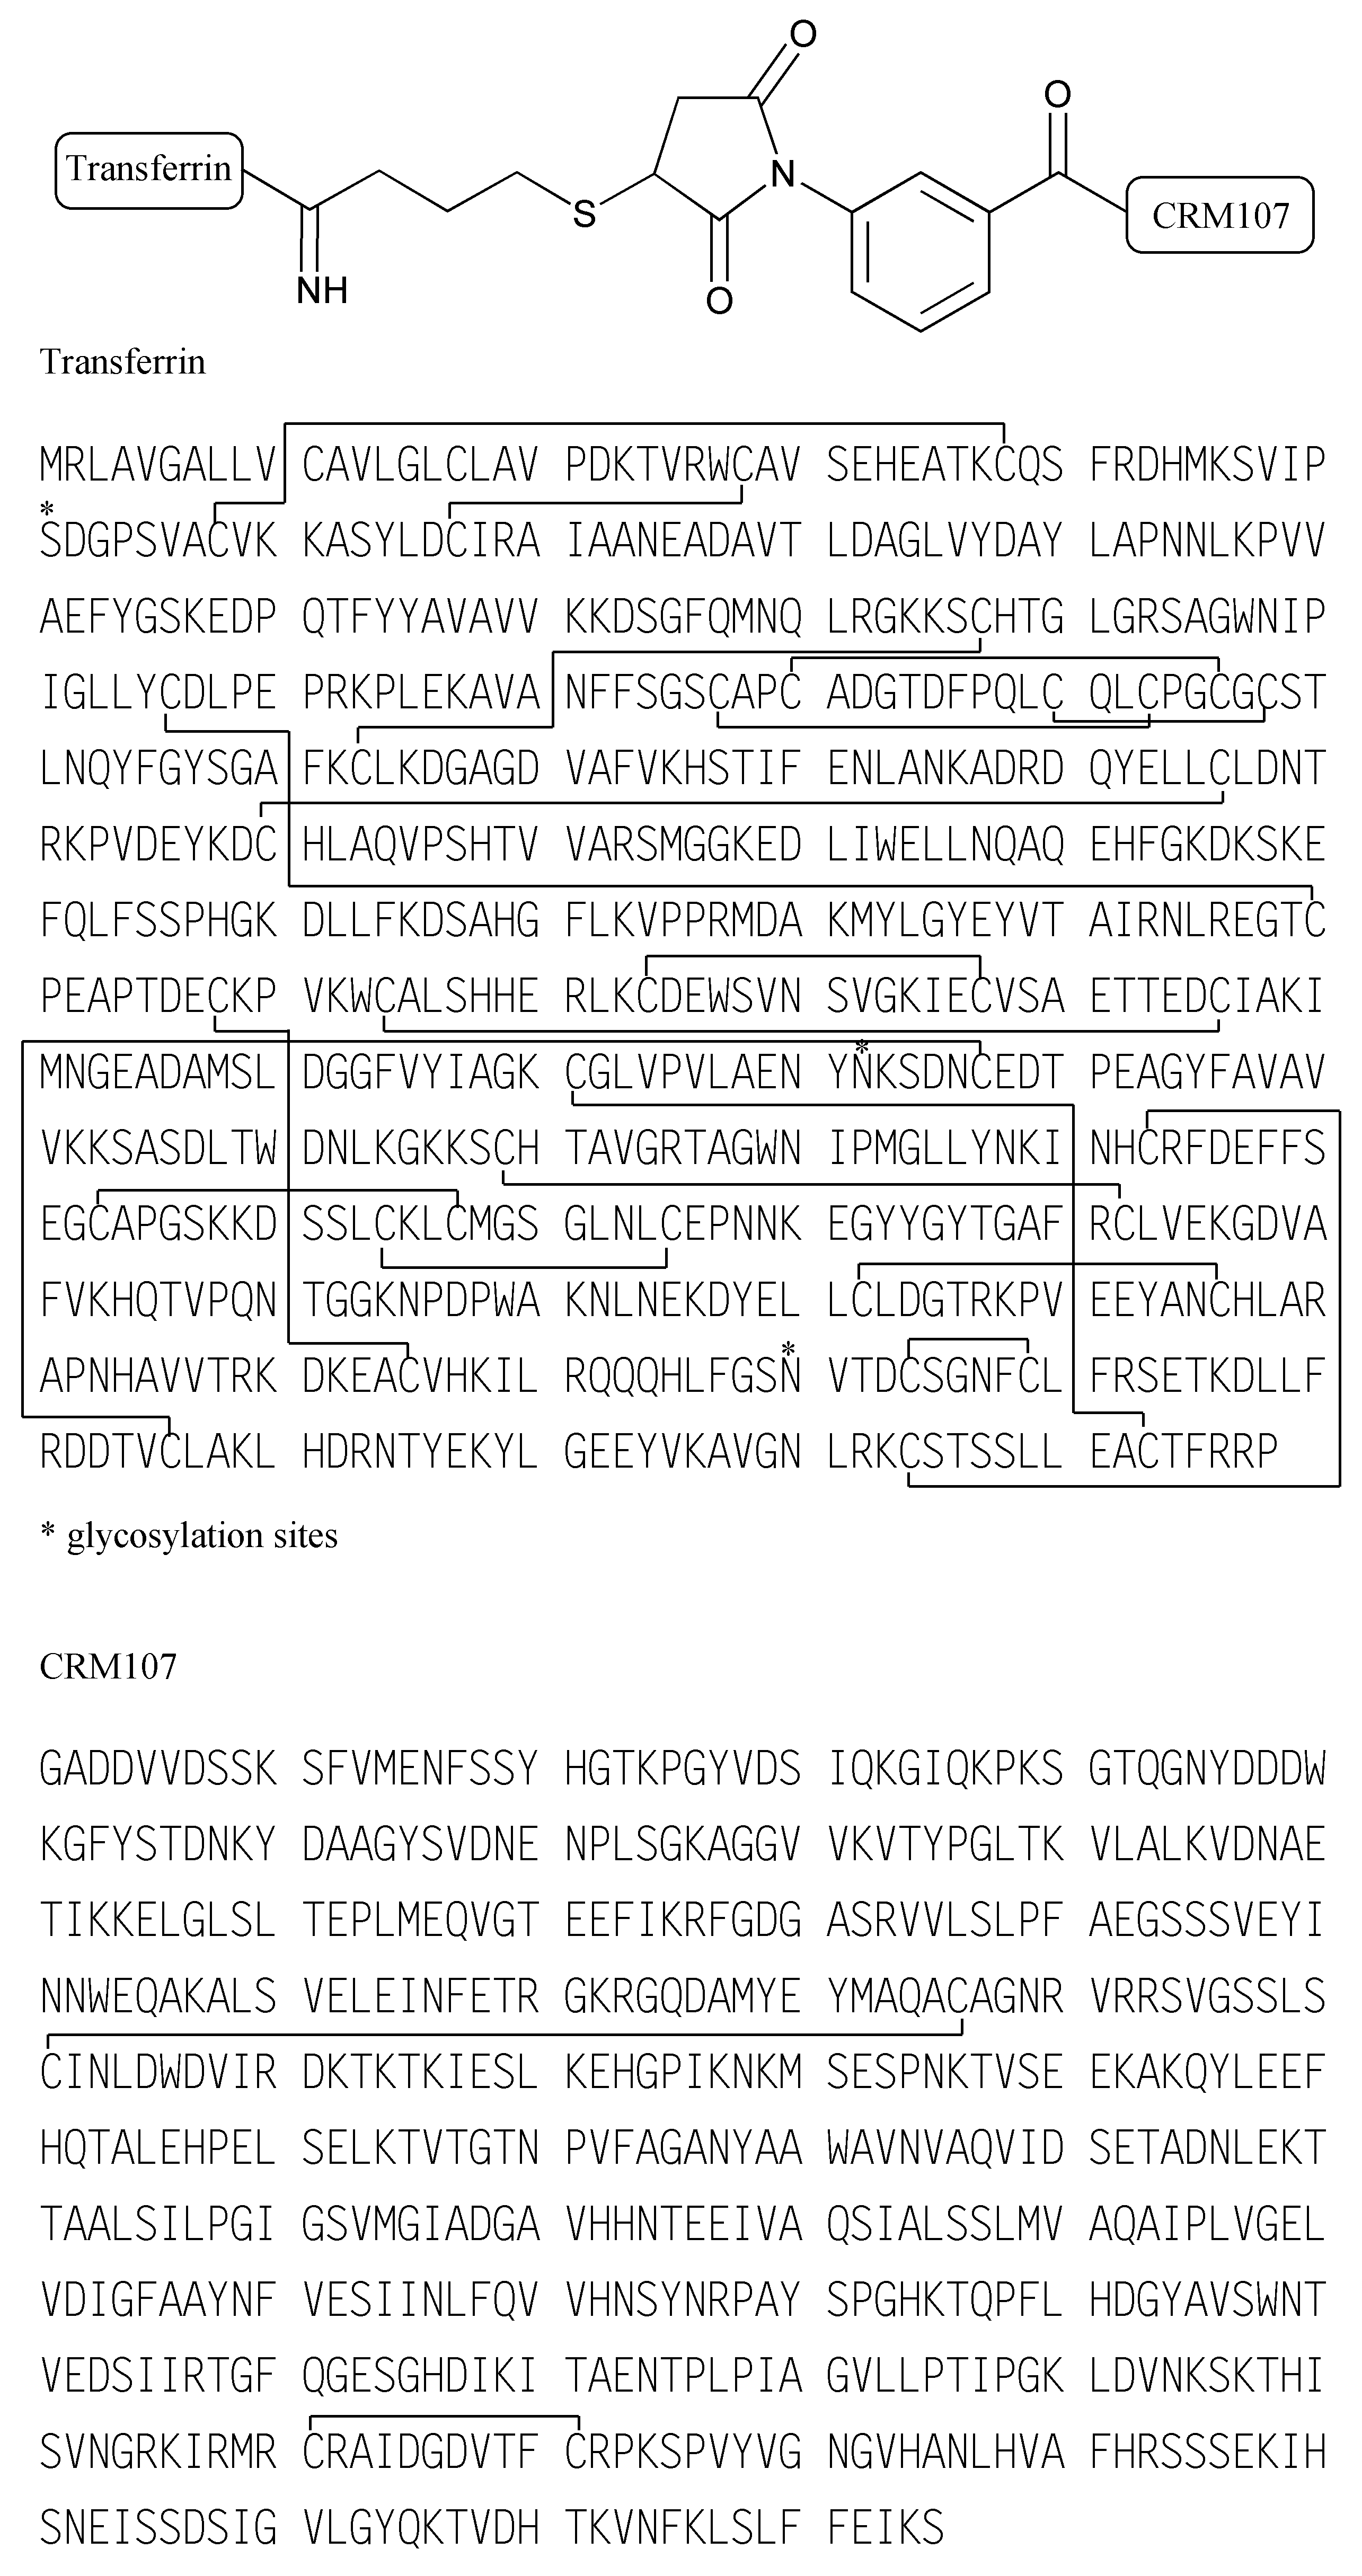 O
O
Transferrin
N
S
CRM107
NH
O
Transferrin
MRLAVGALLV CAVLGLCLAV PDKTVRWCAV SEHEATKCQS FRDHMKSVIP
*
SDGPSVACVK KASYLDCIRA IAANEADAVT LDAGLVYDAY LAPNNLKPVV
AEFYGSKEDP QTFYYAVAVV KKDSGFQMNQ LRGKKSCHTG LGRSAGWNIP
IGLLYCDLPE PRKPLEKAVA NFFSGSCAPC ADGTDFPQLC QLCPGCGCST
LNQYFGYSGA FKCLKDGAGD VAFVKHSTIF ENLANKADRD QYELLCLDNT
RKPVDEYKDC HLAQVPSHTV VARSMGGKED LIWELLNQAQ EHFGKDKSKE
FQLFSSPHGK DLLFKDSAHG FLKVPPRMDA KMYLGYEYVT AIRNLREGTC
PEAPTDECKP VKWCALSHHE RLKCDEWSVN SVGKIECVSA ETTEDCIAKI
*
MNGEADAMSL DGGFVYIAGK CGLVPVLAEN YNKSDNCEDT PEAGYFAVAV
VKKSASDLTW DNLKGKKSCH TAVGRTAGWN IPMGLLYNKI NHCRFDEFFS
EGCAPGSKKD SSLCKLCMGS GLNLCEPNNK EGYYGYTGAF RCLVEKGDVA
FVKHQTVPQN TGGKNPDPWA KNLNEKDYEL LCLDGTRKPV EEYANCHLAR
*
APNHAVVTRK DKEACVHKIL RQQQHLFGSN VTDCSGNFCL FRSETKDLLF
RDDTVCLAKL HDRNTYEKYL GEEYVKAVGN LRKCSTSSLL EACTFRRP
* glycosylation sites
CRM107
GADDVVDSSK SFVMENFSSY HGTKPGYVDS IQKGIQKPKS GTQGNYDDDW
KGFYSTDNKY DAAGYSVDNE NPLSGKAGGV VKVTYPGLTK VLALKVDNAE
TIKKELGLSL TEPLMEQVGT EEFIKRFGDG ASRVVLSLPF AEGSSSVEYI
NNWEQAKALS VELEINFETR GKRGQDAMYE YMAQACAGNR VRRSVGSSLS
CINLDWDVIR DKTKTKIESL KEHGPIKNKM SESPNKTVSE EKAKQYLEEF
HQTALEHPEL SELKTVTGTN PVFAGANYAA WAVNVAQVID SETADNLEKT
TAALSILPGI GSVMGIADGA VHHNTEEIVA QSIALSSLMV AQAIPLVGEL
VDIGFAAYNF VESIINLFQV VHNSYNRPAY SPGHKTQPFL HDGYAVSWNT
VEDSIIRTGF QGESGHDIKI TAENTPLPIA GVLLPTIPGK LDVNKSKTHI
SVNGRKIRMR CRAIDGDVTF CRPKSPVYVG NGVHANLHVA FHRSSSEKIH
SNEISSDSIG VLGYQKTVDH TKVNFKLSLF FEIKS